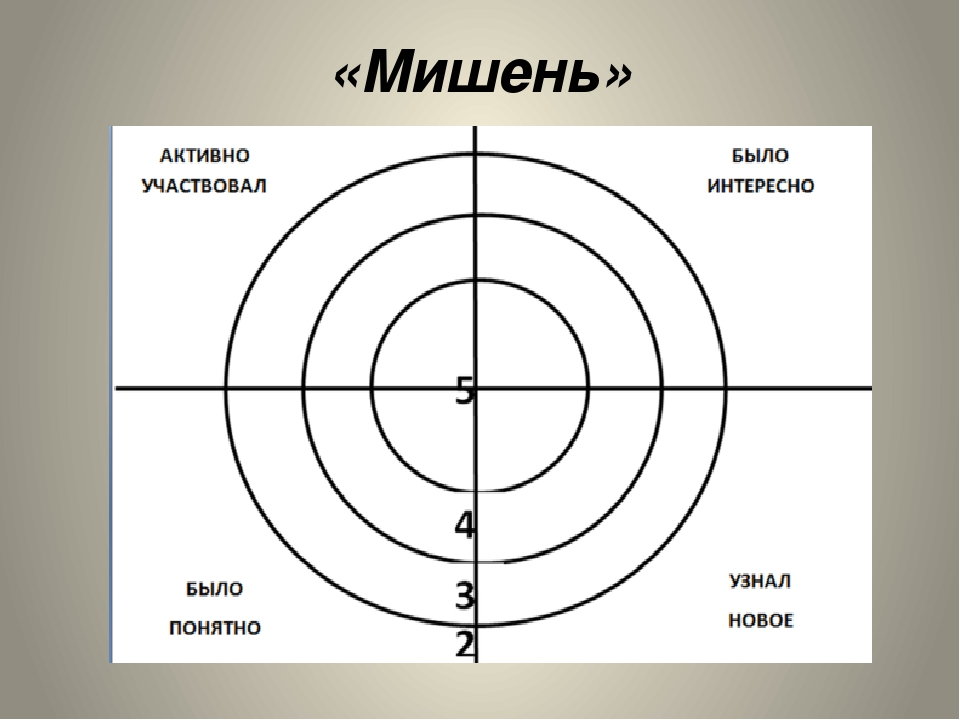 «Мишень»
АКТИВНО
УЧАСТВОВАЛ
БЫЛО
ИНТЕРЕСНО
5
4
3
2
БЫЛО
ПОНЯТНО
УЗНАЛ
НОВОЕ